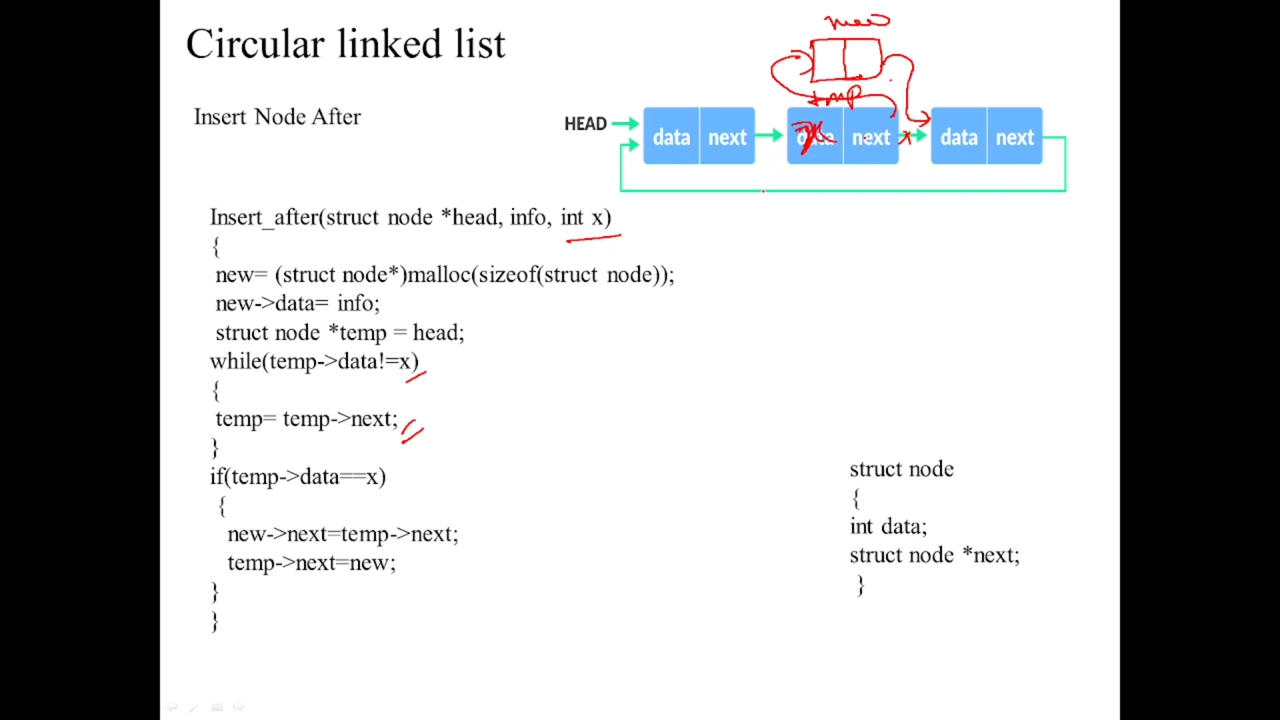 Circular linked list
new
Insert Node After
tmp
HEAD
data next
x data next x
data next
Insert_after(struct node *head, info, int x)
{
new= (struct node*)malloc(sizeof(struct node));
new->data= info;
struct node *temp = head;
while(temp->data!=x)
{
temp= temp->next;
}
if(temp->data==x)
{
new->next=temp->next;
temp->next=new;
}
}
struct node
{
int data;
struct node *next;
}